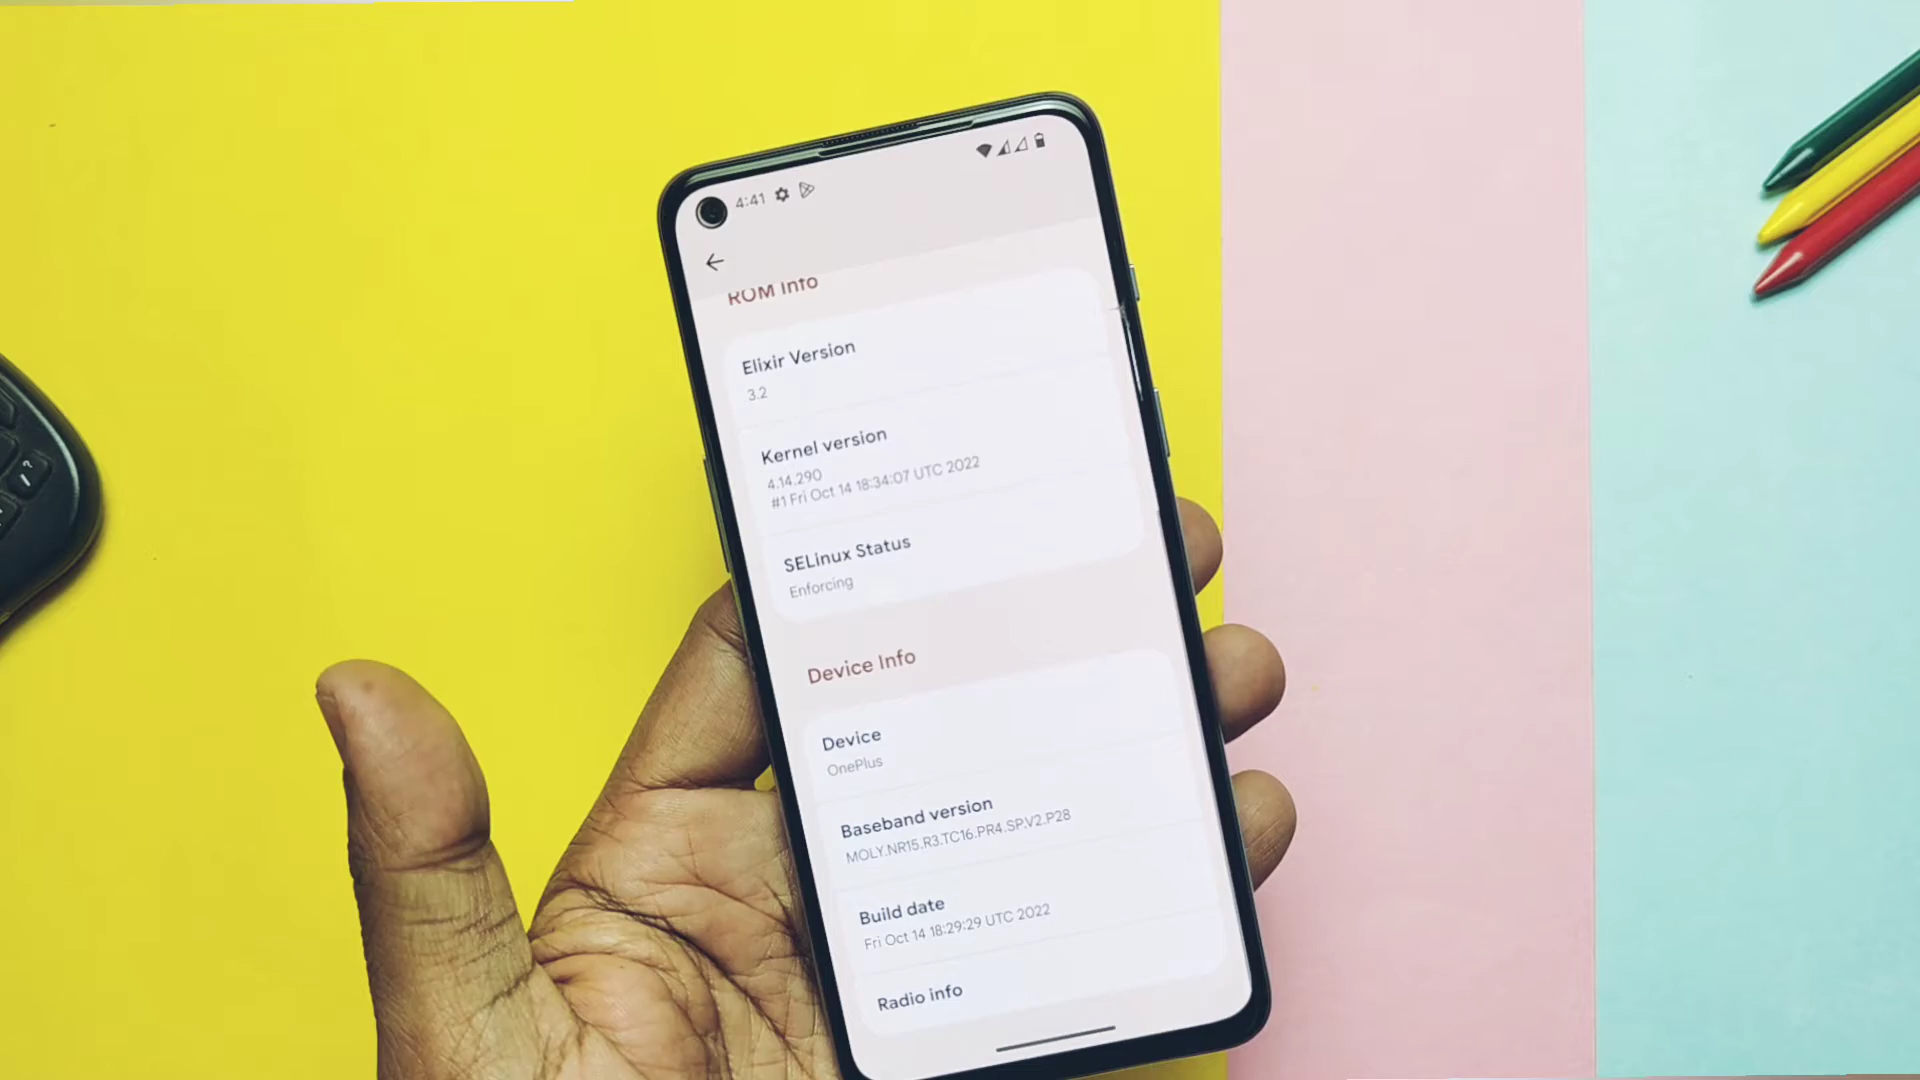 4:41
ROM Info
Elixir Version
3.2
Kernel version
4.14.290
#1 Fri Oct 14 18:34:07 UTC 2022
SELinux Status
Enforcing
Device Info
Device
OnePlus
Baseband version
MOLY.NR15.R3.TC16.PR4.SP.V2.P28
Build date
Fri Oct 14 18:29:29 UTC 2022
Radio info
/ ?